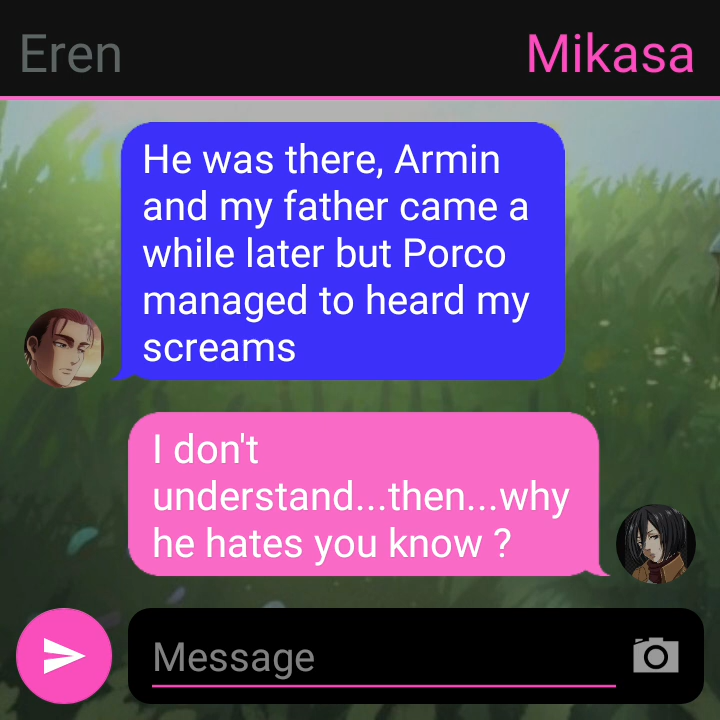 Eren
Mikasa
He was there, Armin
and my father came a
while later but Porco
managed to heard my
screams
I don't
understand...then...why
he hates you know ?
Message